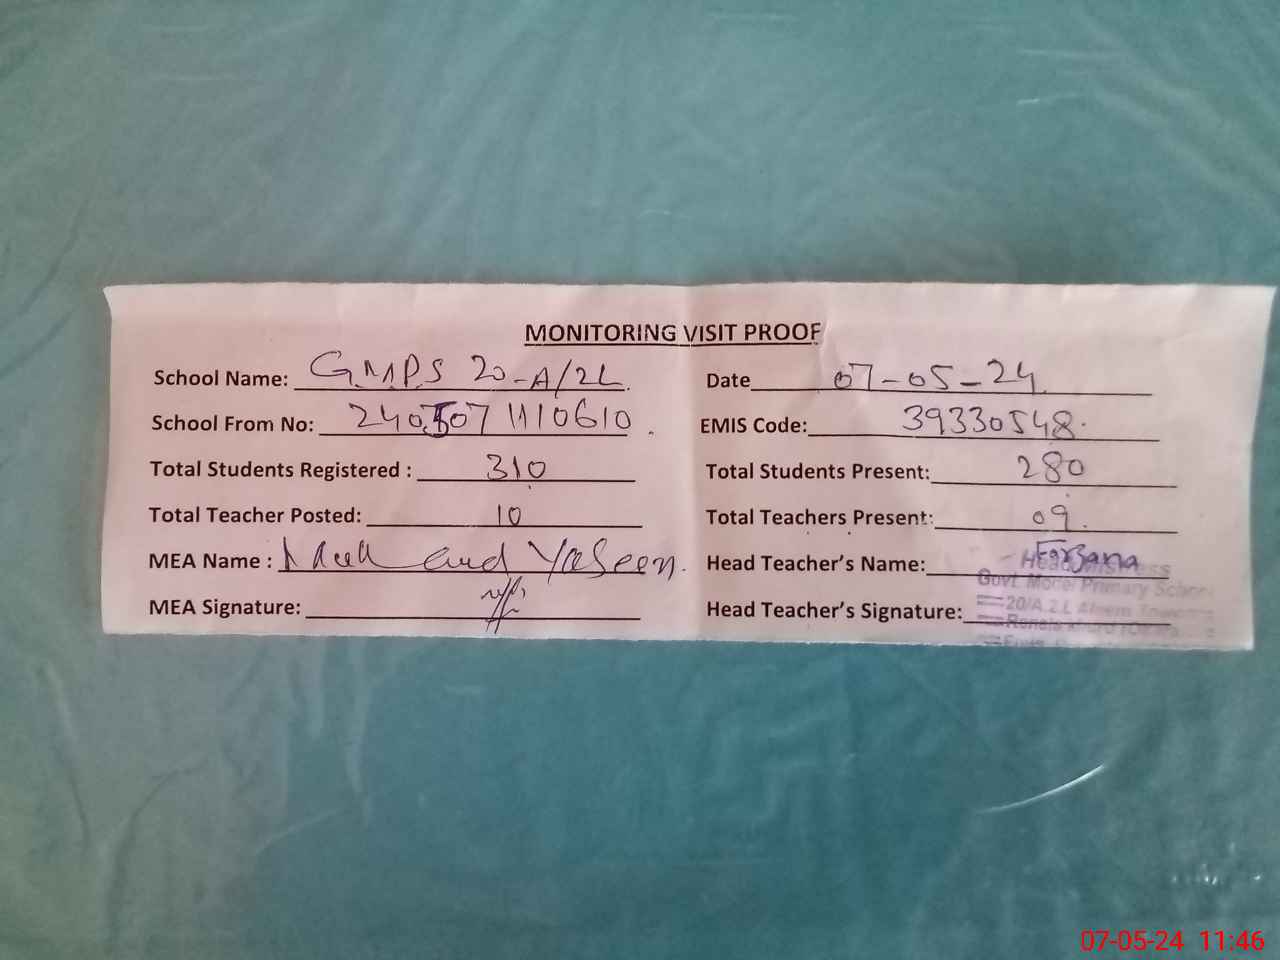 MONITORING VISIT PROOF
School Name: GMPS 20-A/2L.
Date 07-05-24
School From No: 240507 1110610
EMIS Code: 39330548.
Total Students Registered : 310
Total Students Present: 280
Total Teacher Posted: 10
Total Teachers Present: 09.
MEA Name : Yaseen.
Head Teacher's Name: Farzana
MEA Signature:
Govt. Model Primary School
Head Teacher's Signature:
20/A.2.L
07-05-24 11:46